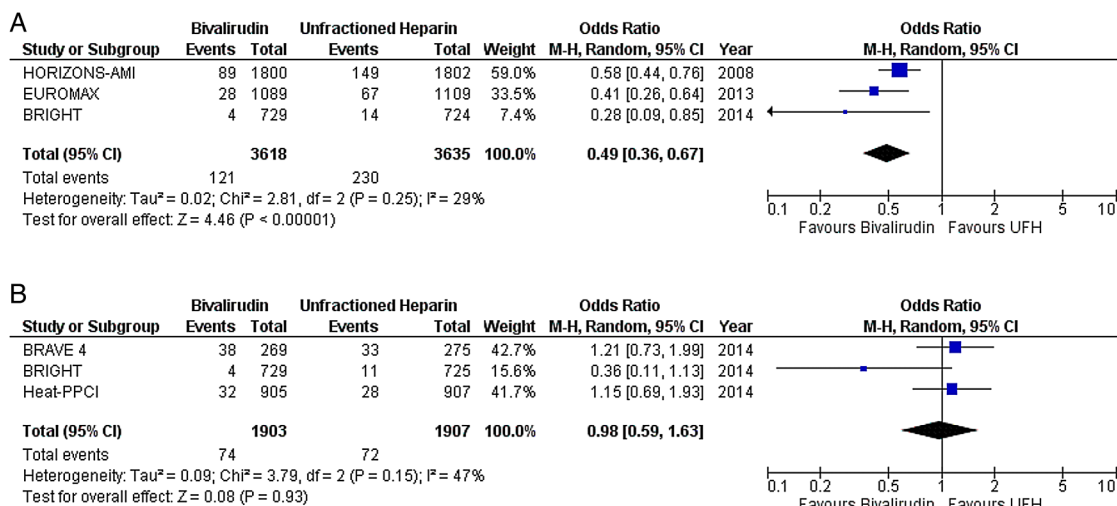 A
Bivalirudin Unfractioned Heparin Odds Ratio Odds Ratio
Study or Subgroup Events Total Events Total Weight M-H, Random, 95% CI Year M-H, Random, 95% CI
HORIZONS-AMI 89 1800 149 1802 59.0% 0.58 [0.44, 0.76] 2008
EUROMAX 28 1089 67 1109 33.5% 0.41 [0.26, 0.64] 2013
BRIGHT 4 729 14 724 7.4% 0.28 [0.09, 0.85] 2014
Total (95% CI) 3618 3635 100.0% 0.49 [0.36, 0.67]
Total events 121 230
Heterogeneity: Tau² = 0.02; Chi² = 2.81, df = 2 (P = 0.25); I² = 29%
Test for overall effect: Z = 4.46 (P < 0.00001)
0.1 0.2 0.5 1 2 5 10
Favours Bivalirudin Favours UFH
B
Bivalirudin Unfractioned Heparin Odds Ratio Odds Ratio
Study or Subgroup Events Total Events Total Weight M-H, Random, 95% CI Year M-H, Random, 95% CI
BRAVE 4 38 269 33 275 42.7% 1.21 [0.73, 1.99] 2014
BRIGHT 4 729 11 725 15.6% 0.36 [0.11, 1.13] 2014
Heat-PPCI 32 905 28 907 41.7% 1.15 [0.69, 1.93] 2014
Total (95% CI) 1903 1907 100.0% 0.98 [0.59, 1.63]
Total events 74 72
Heterogeneity: Tau² = 0.09; Chi² = 3.79, df = 2 (P = 0.15); I² = 47%
Test for overall effect: Z = 0.08 (P = 0.93)
0.1 0.2 0.5 1 2 5 10
Favours Bivalirudin Favours UFH